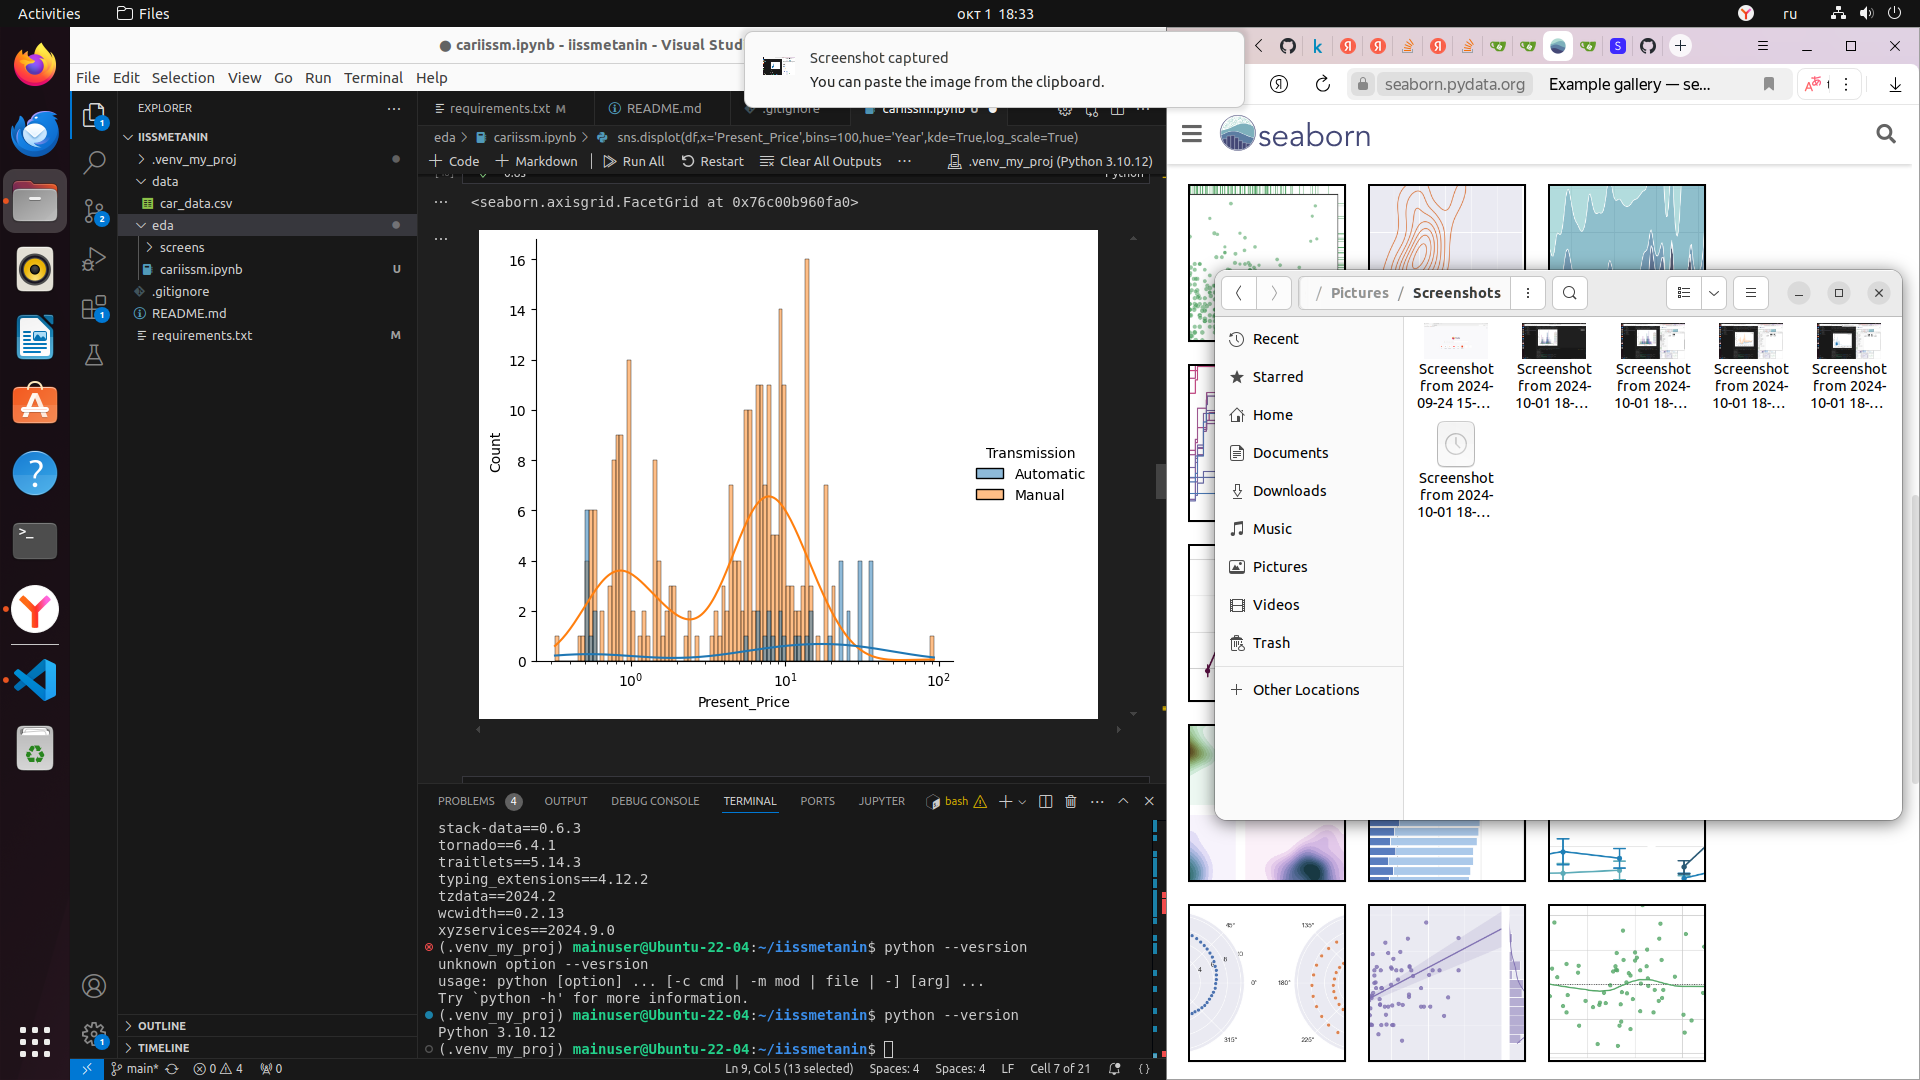 Activities
Files
окт 1 18:33
ru
cariissm.ipynb - iissmetanin - Visual Stud
Screenshot captured
You can paste the image from the clipboard.
File Edit Selection View Go Run Terminal Help
seaborn.pydata.org
Example gallery — se...
EXPLORER
IISSMETANIN
.venv_my_proj
data
car_data.csv
eda
screens
cariissm.ipynb U
.gitignore
README.md
requirements.txt M
OUTLINE
TIMELINE
requirements.txt M
README.md
.gitignore
cariissm.ipynb U
eda > cariissm.ipynb > sns.displot(df,x='Present_Price',bins=100,hue='Year',kde=True,log_scale=True)
+ Code + Markdown Run All Restart Clear All Outputs ... .venv_my_proj (Python 3.10.12)
<seaborn.axisgrid.FacetGrid at 0x76c00b960fa0>
16
14
12
10
8
6
4
2
0
Count
10⁰ 10¹ 10²
Present_Price
Transmission
Automatic
Manual
PROBLEMS 4 OUTPUT DEBUG CONSOLE TERMINAL PORTS JUPYTER bash
stack-data==0.6.3
tornado==6.4.1
traitlets==5.14.3
typing_extensions==4.12.2
tzdata==2024.2
wcwidth==0.2.13
xyzservices==2024.9.0
(.venv_my_proj) mainuser@Ubuntu-22-04:~/iissmetanin$ python --vesrsion
unknown option --vesrsion
usage: python [option] ... [-c cmd | -m mod | file | -] [arg] ...
Try `python -h' for more information.
(.venv_my_proj) mainuser@Ubuntu-22-04:~/iissmetanin$ python --version
Python 3.10.12
(.venv_my_proj) mainuser@Ubuntu-22-04:~/iissmetanin$
main* 0 4 0
Ln 9, Col 5 (13 selected) Spaces: 4 Spaces: 4 LF Cell 7 of 21
seaborn
/ Pictures / Screenshots
Recent
Starred
Home
Documents
Downloads
Music
Pictures
Videos
Trash
+ Other Locations
Screenshot from 2024-09-24 15-...
Screenshot from 2024-10-01 18-...
Screenshot from 2024-10-01 18-...
Screenshot from 2024-10-01 18-...
Screenshot from 2024-10-01 18-...
Screenshot from 2024-10-01 18-...
45°
0°
315°
135°
180°
225°